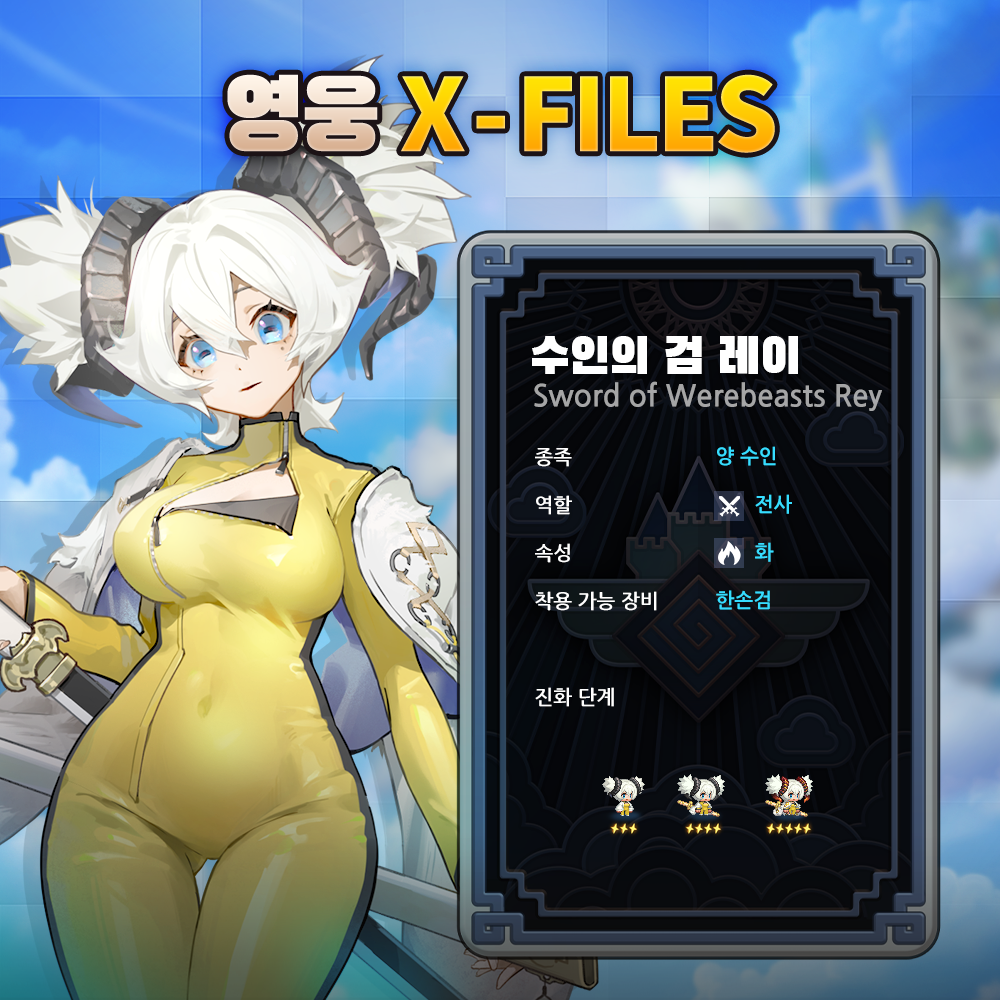 영웅 X-FILES
수인의 검 레이
Sword of Werebeasts Rey
종족 양 수인
역할 전사
속성 화
착용 가능 장비 한손검
진화 단계